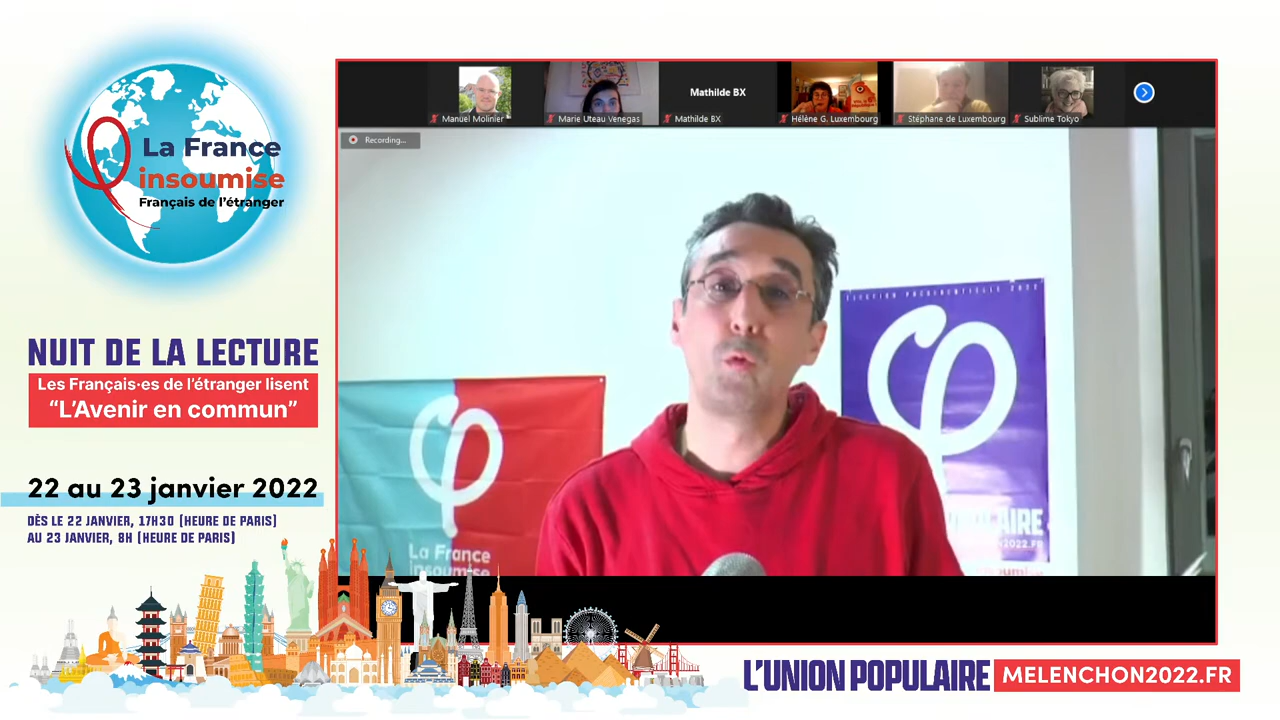 La France
insoumise
Français de l'étranger
NUIT DE LA LECTURE
Les Français·es de l'étranger lisent
"L'Avenir en commun"
22 au 23 janvier 2022
DÈS LE 22 JANVIER, 17H30 (HEURE DE PARIS)
AU 23 JANVIER, 8H (HEURE DE PARIS)
Mathilde BX
Manuel Molinier
Marie Uteau Venegas
Mathilde BX
Hélène G. Luxembourg
Stéphane de Luxembourg
Sublime Tokyo
Recording...
ELECTION PRÉSIDENTIELLE 2022
La France
insoumise
L'UNION POPULAIRE
MELENCHON2022.FR